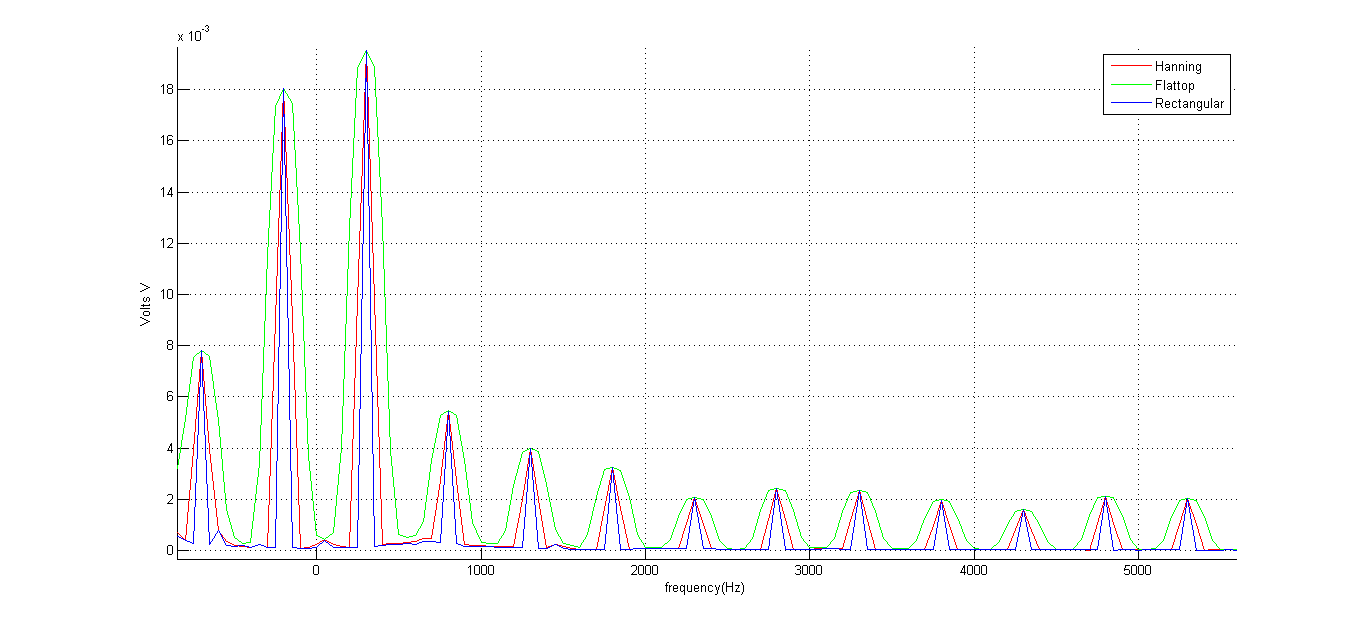 x 10-3
Hanning
Flattop
Rectangular
18
16
14
12
10
8
6
4
2
0
Volts V
0 1000 2000 3000 4000 5000
frequency(Hz)